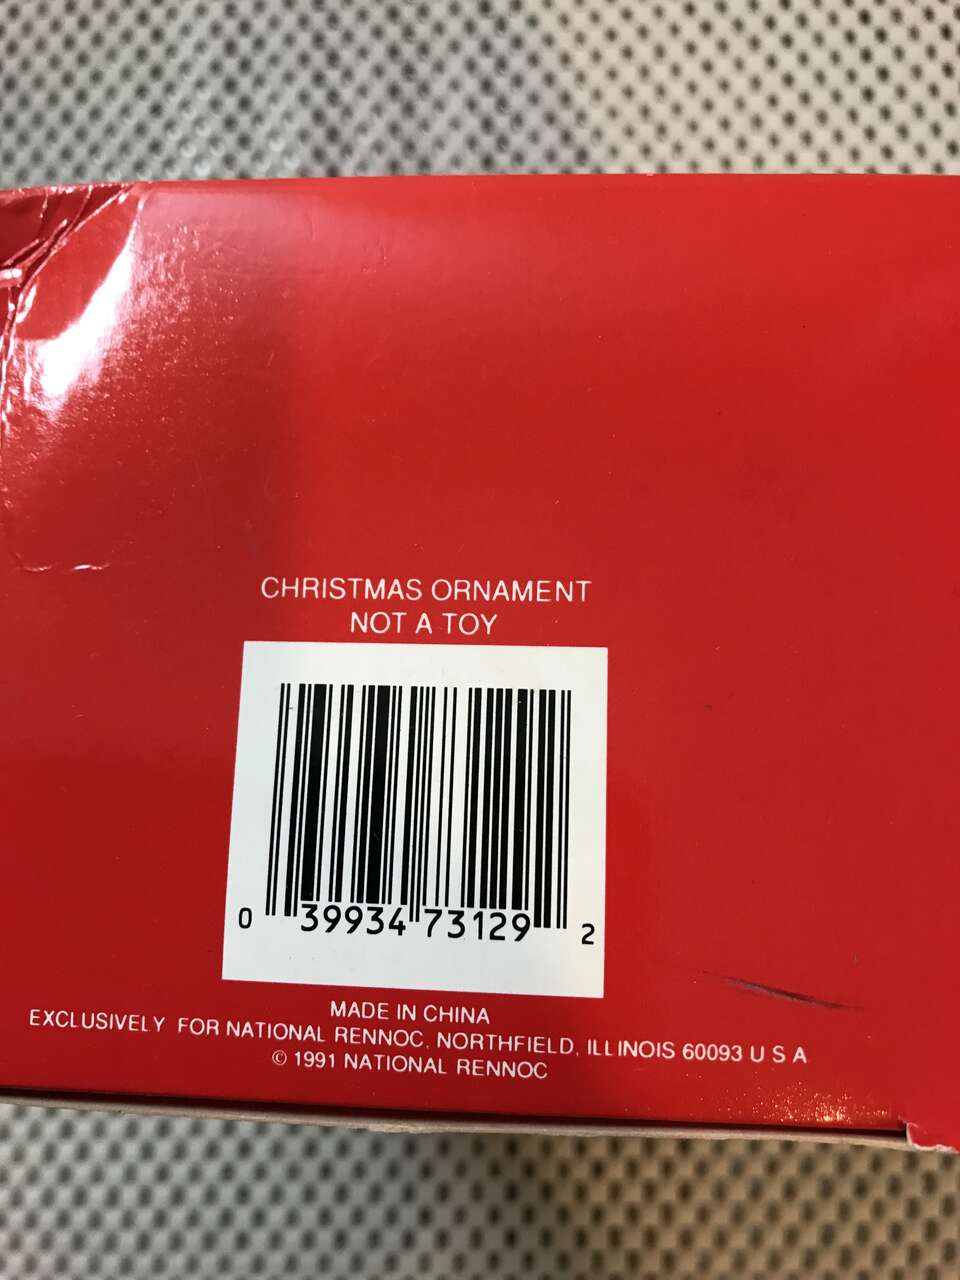 CHRISTMAS ORNAMENT
NOT A TOY
0 39934 73129 2
MADE IN CHINA
EXCLUSIVELY FOR NATIONAL RENNOC, NORTHFIELD, ILLINOIS 60093 U S A
© 1991 NATIONAL RENNOC